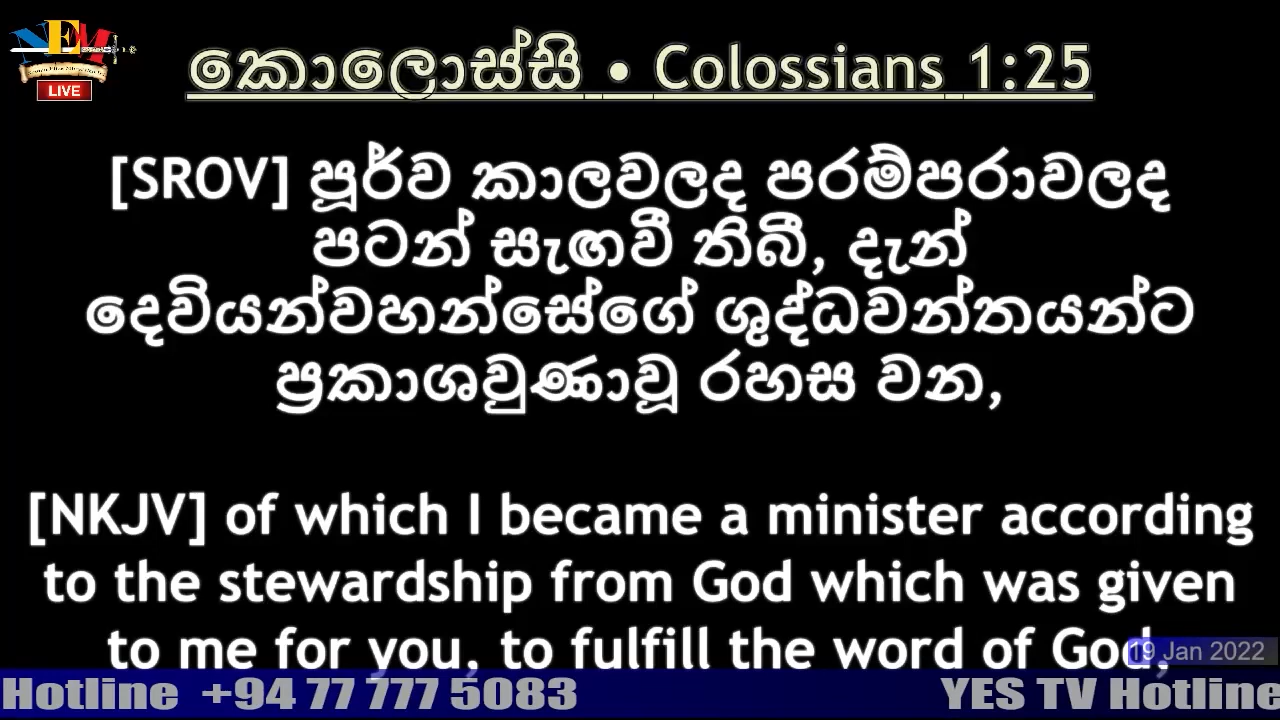 NEM
LIVE
කොලොස්සි • Colossians 1:25
[SROV] පූර්ව කාලවලද පරම්පරාවලද
පටන් සැඟවී තිබී, දැන්
දෙවියන්වහන්සේගේ ශුද්ධවන්තයන්ට
ප්‍රකාශවුණාවූ රහස වන,
[NKJV] of which I became a minister according
to the stewardship from God which was given
to me for you, to fulfill the word of God,
19 Jan 2022
Hotline +94 77 777 5083 YES TV Hotline